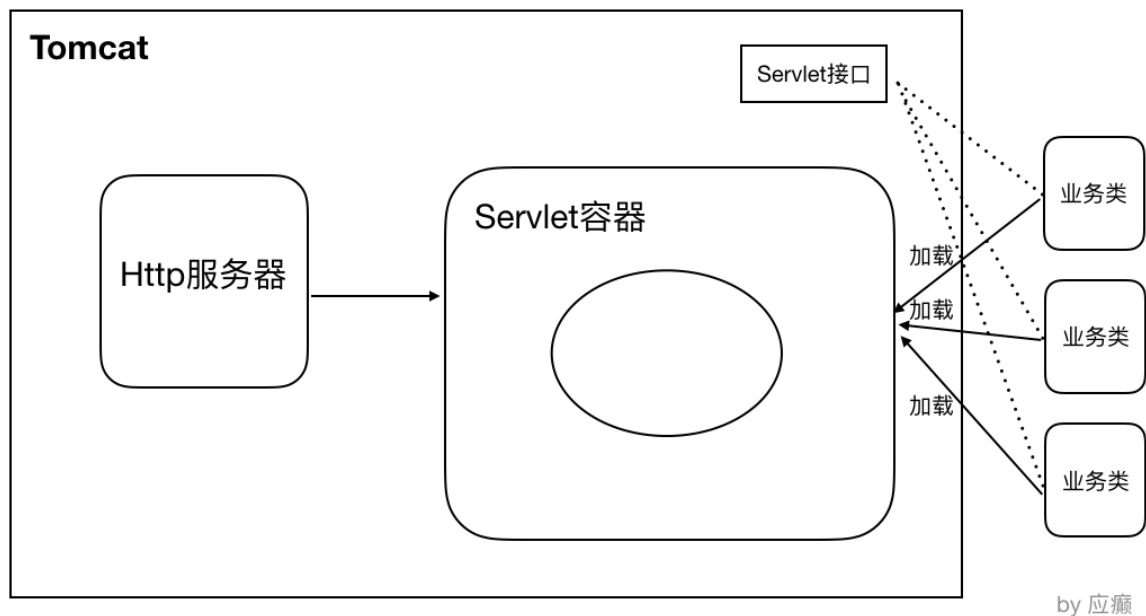 Tomcat
Servlet接口
业务类
Servlet容器
Http服务器
加载
加载
业务类
加载
业务类
by 应癫